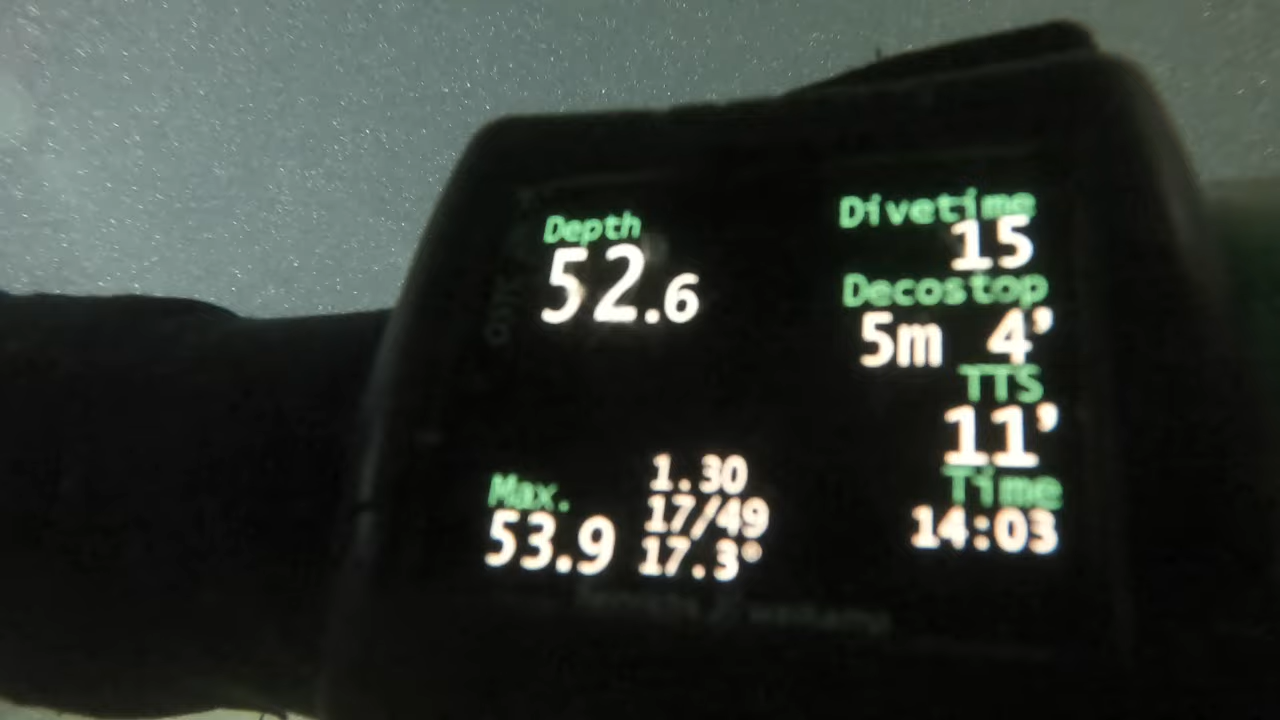 Depth
52.6
Divetime
15
Decostop
5m 4’
TTS
11’
Max.
53.9
1.30
17/49
17.3°
Time
14:03